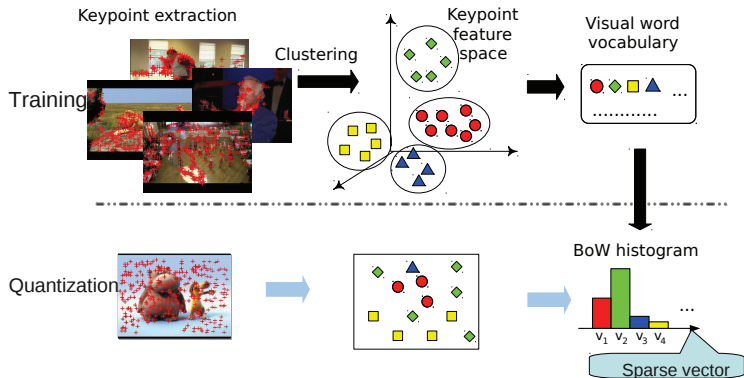 Keypoint extraction
Clustering
Keypoint
feature
space
Visual word
vocabulary
Training
...
.............
Quantization
BoW histogram
...
v1 v2 v3 v4
Sparse vector